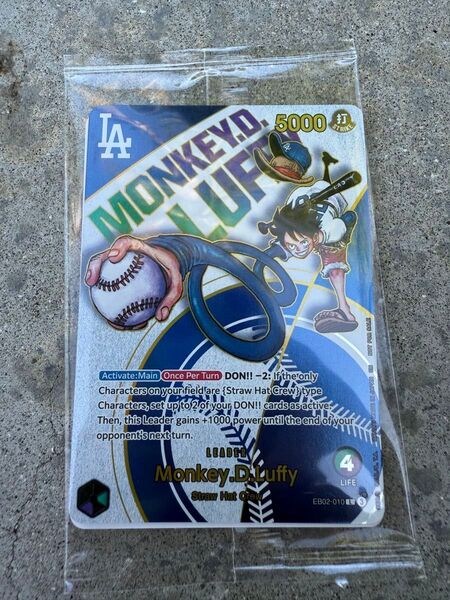 LA
MONKEY.D.
LUFFY
5000
打
STRIKE
Activate:Main Once Per Turn DON!! −2: If the only
Characters on your field are {Straw Hat Crew} type
Characters, set up to 2 of your DON!! cards as active.
Then, this Leader gains +1000 power until the end of your
opponent's next turn.
LEADER
Monkey.D.Luffy
Straw Hat Crew
4
LIFE
EB02-010 L
NOT FOR SALE